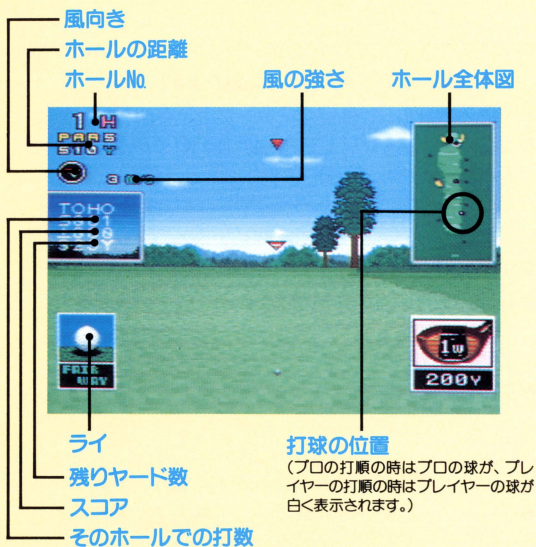 風向き
ホールの距離
ホールNo.
風の強さ
ホール全体図
1 H
PAR 5
3
TOHO
1w
200Y
FAIR
WAY
ライ
残りヤード数
スコア
そのホールでの打数
打球の位置
(プロの打順の時はプロの球が、プレ
イヤーの打順の時はプレイヤーの球が
白く表示されます。)